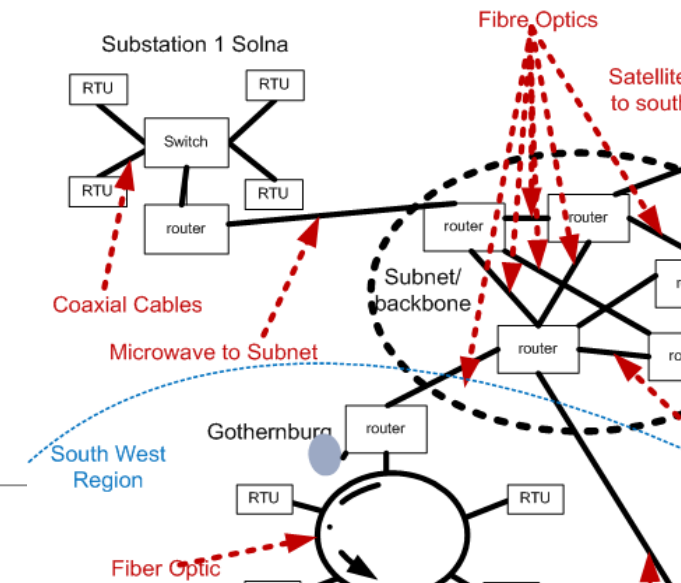 Fibre Optics
Substation 1 Solna
Satellite
to south
RTU
RTU
Switch
RTU
RTU
router
router
router
Subnet/
backbone
Coaxial Cables
router
Microwave to Subnet
router
Gothernburg
South West
Region
RTU
RTU
Fiber Optic